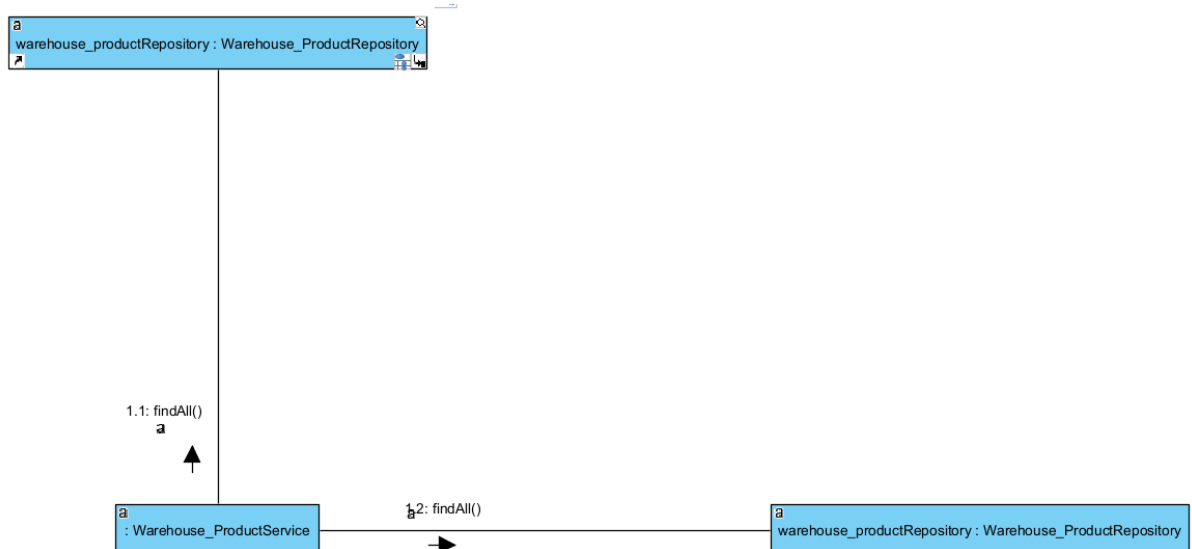 a
warehouse_productRepository : Warehouse_ProductRepository
1.1: findAll()
a
a
: Warehouse_ProductService
1.2: findAll()
a
a
warehouse_productRepository : Warehouse_ProductRepository